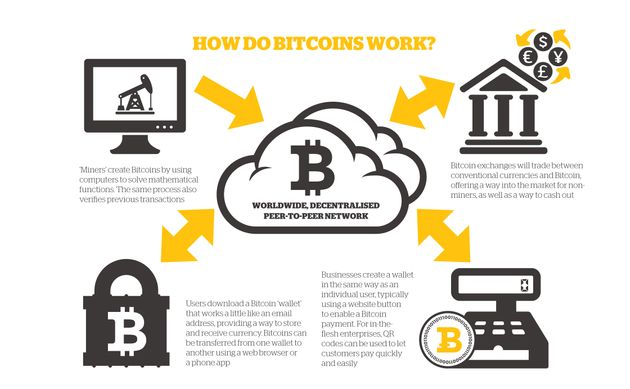 HOW DO BITCOINS WORK?
$
€ ¥
£
'Miners' create Bitcoins by using
computers to solve mathematical
functions. The same process also
verifies previous transactions
B
WORLDWIDE, DECENTRALISED
PEER-TO-PEER NETWORK
Bitcoin exchanges will trade between
conventional currencies and Bitcoin,
offering a way into the market for non-
miners, as well as a way to cash out
B
Users download a Bitcoin 'wallet'
that works a little like an email
address, providing a way to store
and receive currency. Bitcoins can
be transferred from one wallet to
another using a web browser or
a phone app
Businesses create a wallet
in the same way as an
individual user, typically
using a website button
to enable a Bitcoin
payment. For in-the-
flesh enterprises, QR
codes can be used to let
customers pay quickly
and easily
0
B